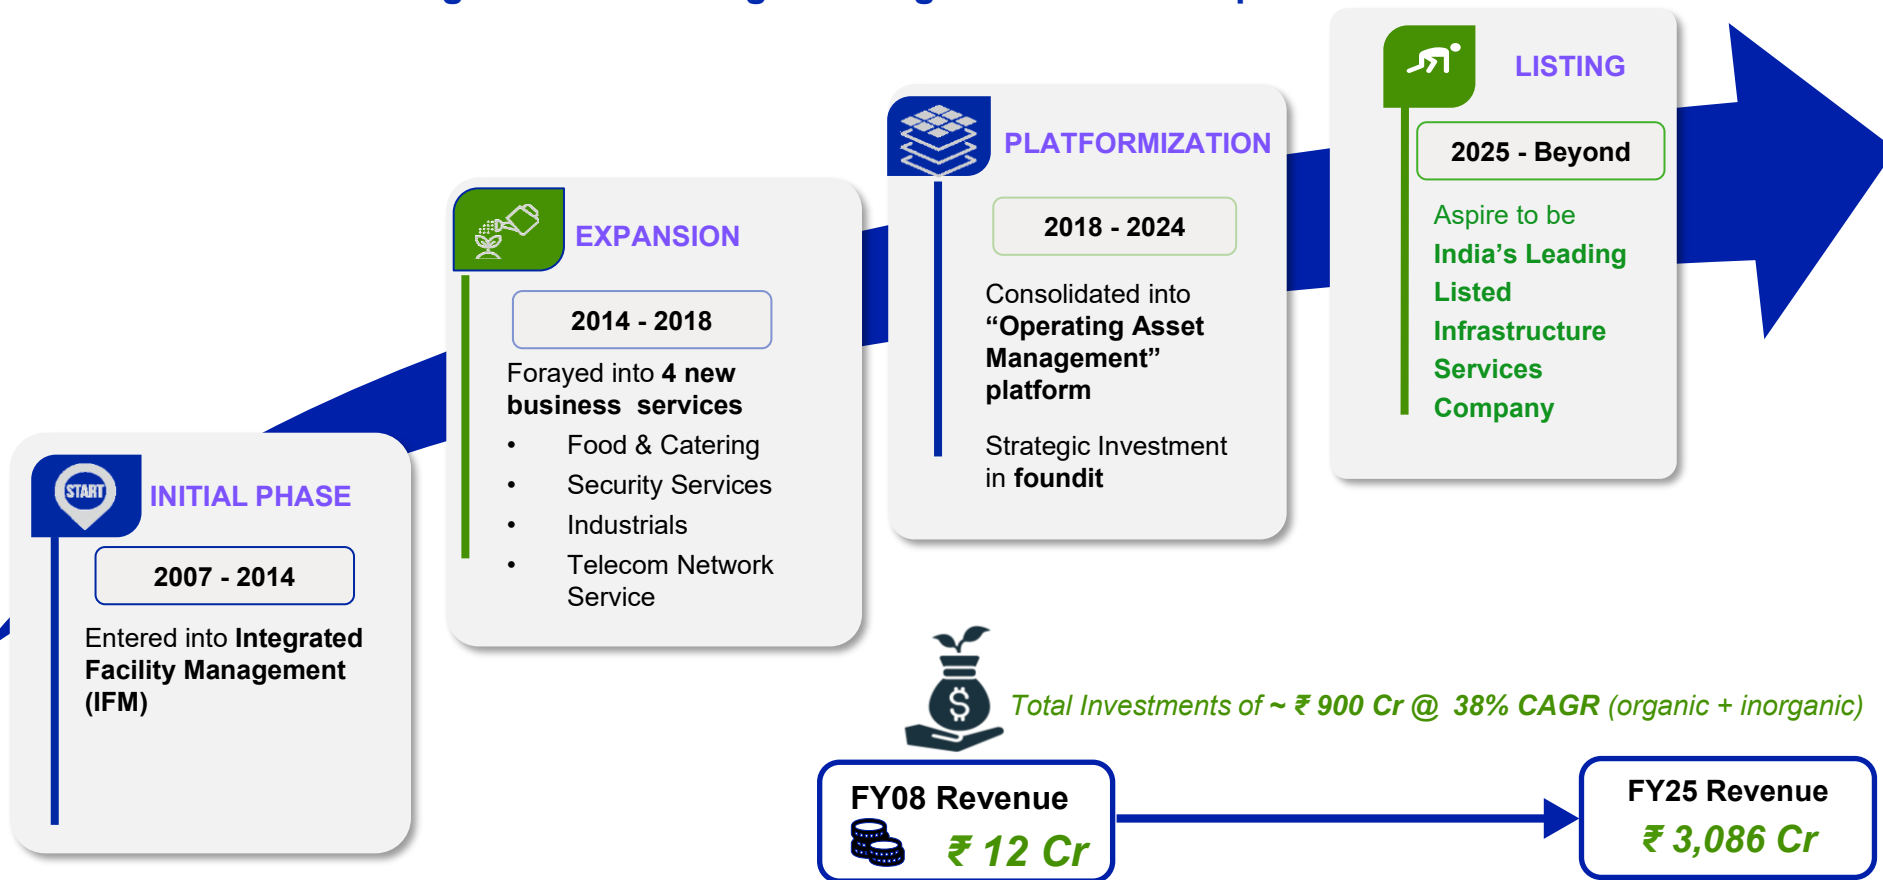 INITIAL PHASE
START
2007 - 2014
Entered into Integrated
Facility Management
(IFM)
EXPANSION
2014 - 2018
Forayed into 4 new
business services
• Food & Catering
• Security Services
• Industrials
• Telecom Network
Service
PLATFORMIZATION
2018 - 2024
Consolidated into
“Operating Asset
Management”
platform
Strategic Investment
in foundit
LISTING
2025 - Beyond
Aspire to be
India’s Leading
Listed
Infrastructure
Services
Company
$
Total Investments of ~ ₹ 900 Cr @ 38% CAGR (organic + inorganic)
FY08 Revenue
₹ 12 Cr
FY25 Revenue
₹ 3,086 Cr